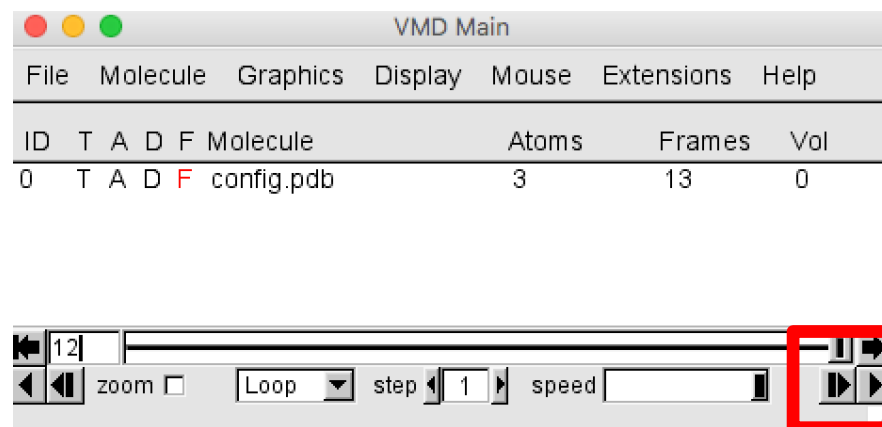 VMD Main
File Molecule Graphics Display Mouse Extensions Help
ID T A D F Molecule Atoms Frames Vol
0 T A D F config.pdb 3 13 0
12
zoom Loop step 1 speed